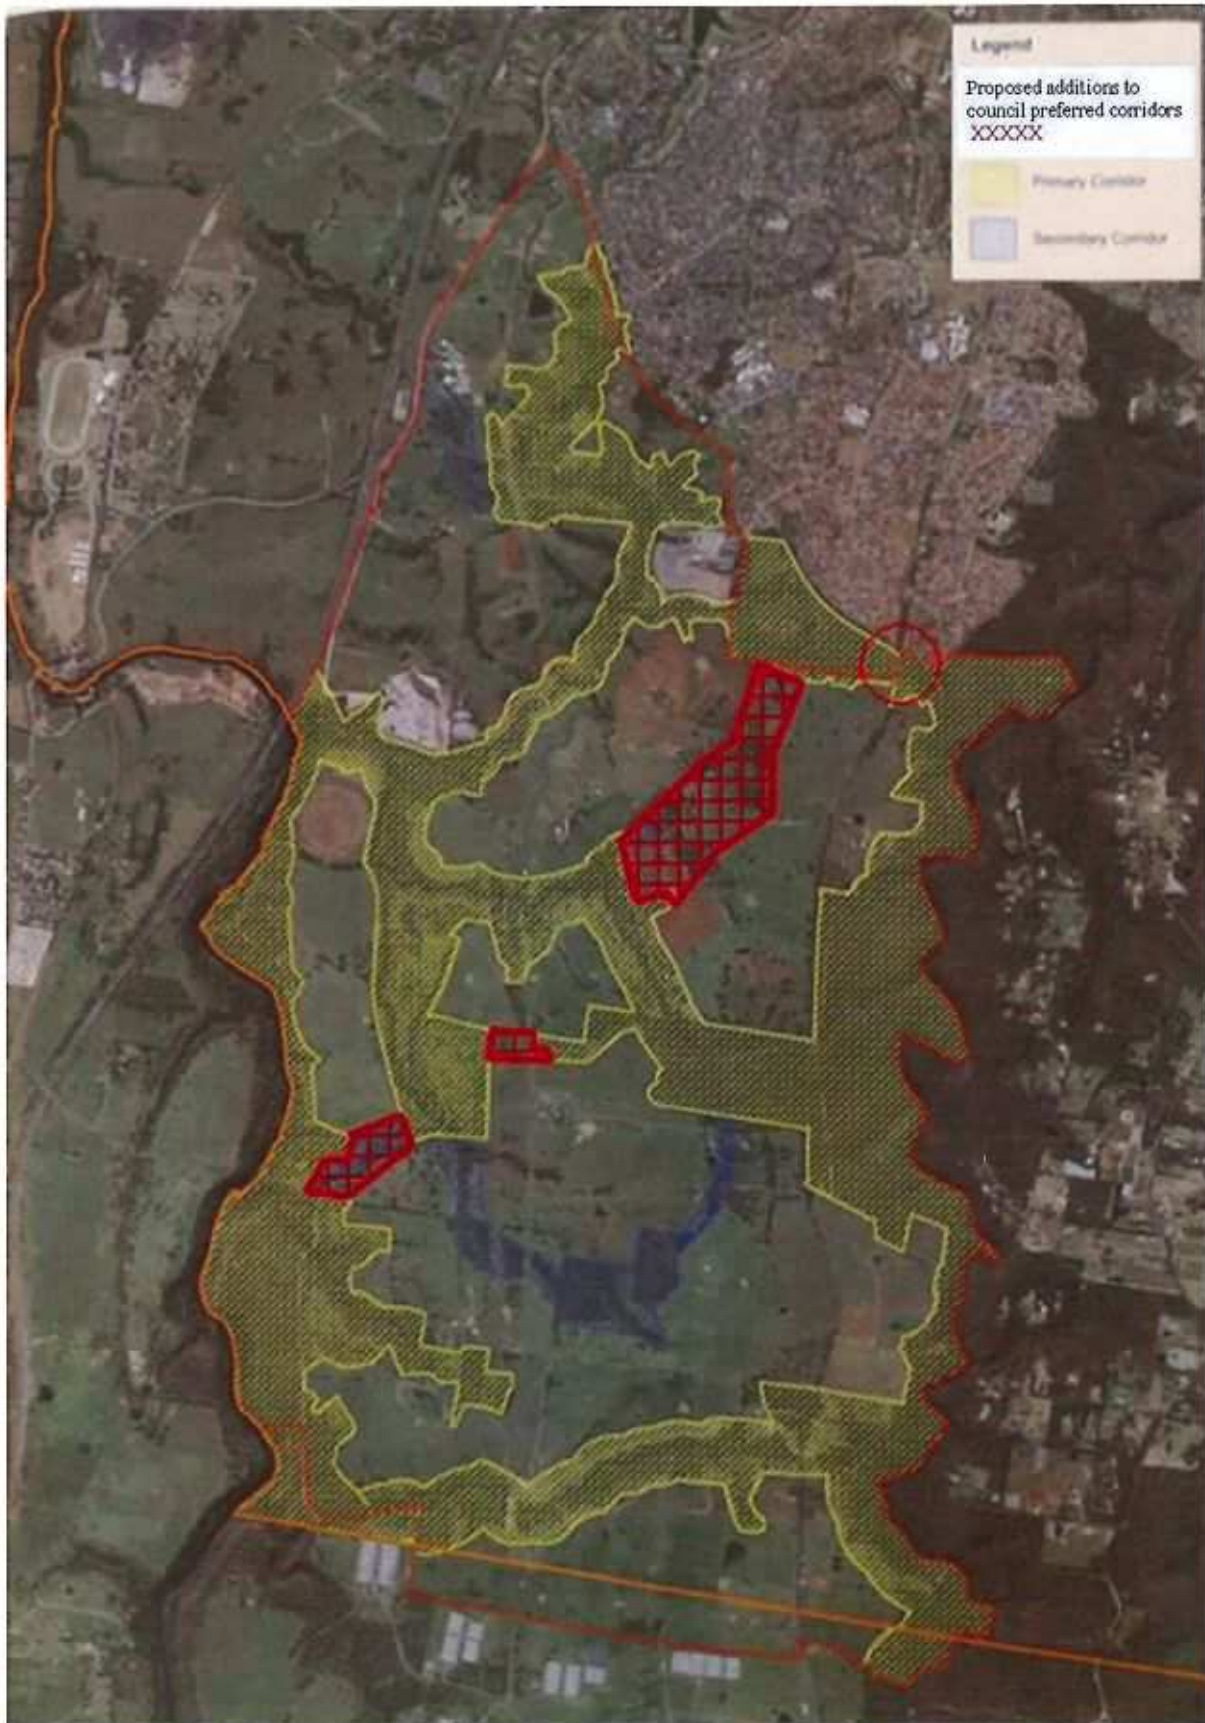 Legend
Proposed additions to
council preferred corridors
XXXXX
Primary Corridor
Secondary Corridor